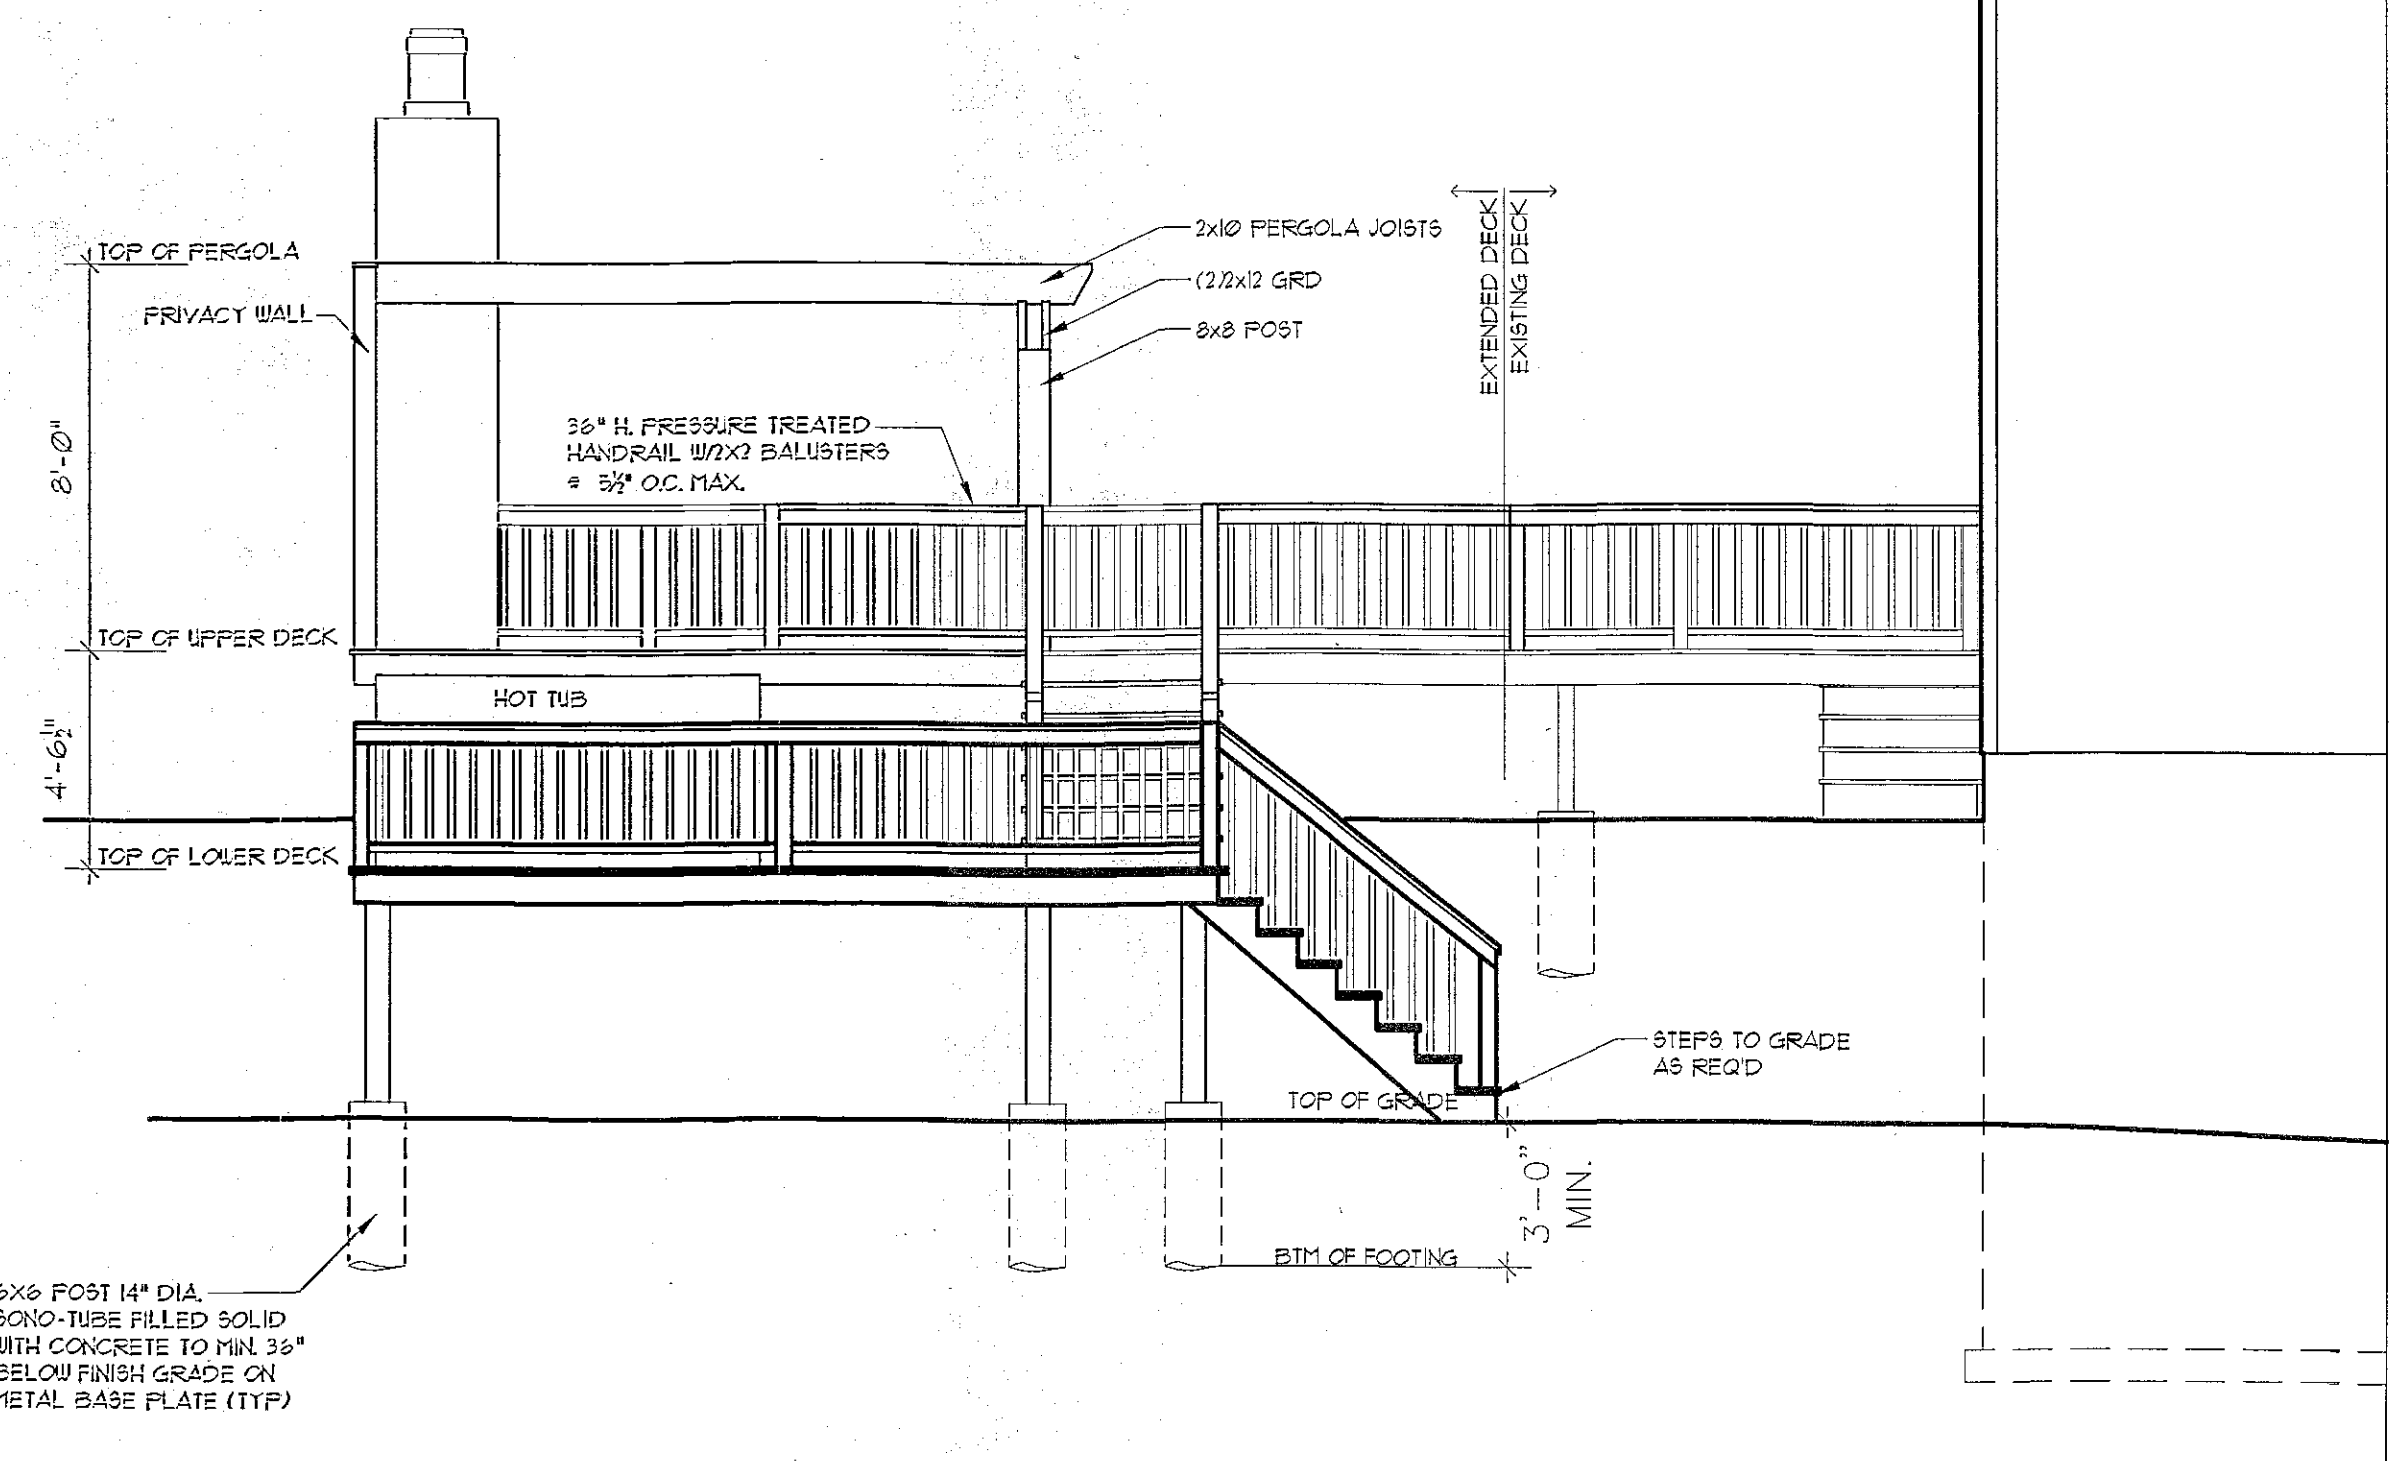 TOP OF PERGOLA
PRIVACY WALL
8'-0"
2x10 PERGOLA JOISTS
(2)2x12 GRD
8x8 POST
EXTENDED DECK
EXISTING DECK
36" H. PRESSURE TREATED
HANDRAIL W/2X2 BALUSTERS
@ 5½" O.C. MAX.
TOP OF UPPER DECK
HOT TUB
4'-6½"
TOP OF LOWER DECK
STEPS TO GRADE
AS REQ'D
TOP OF GRADE
3'-0"
MIN.
BTM OF FOOTING
6X6 POST 14" DIA.
SONO-TUBE FILLED SOLID
WITH CONCRETE TO MIN. 36"
BELOW FINISH GRADE ON
METAL BASE PLATE (TYP)